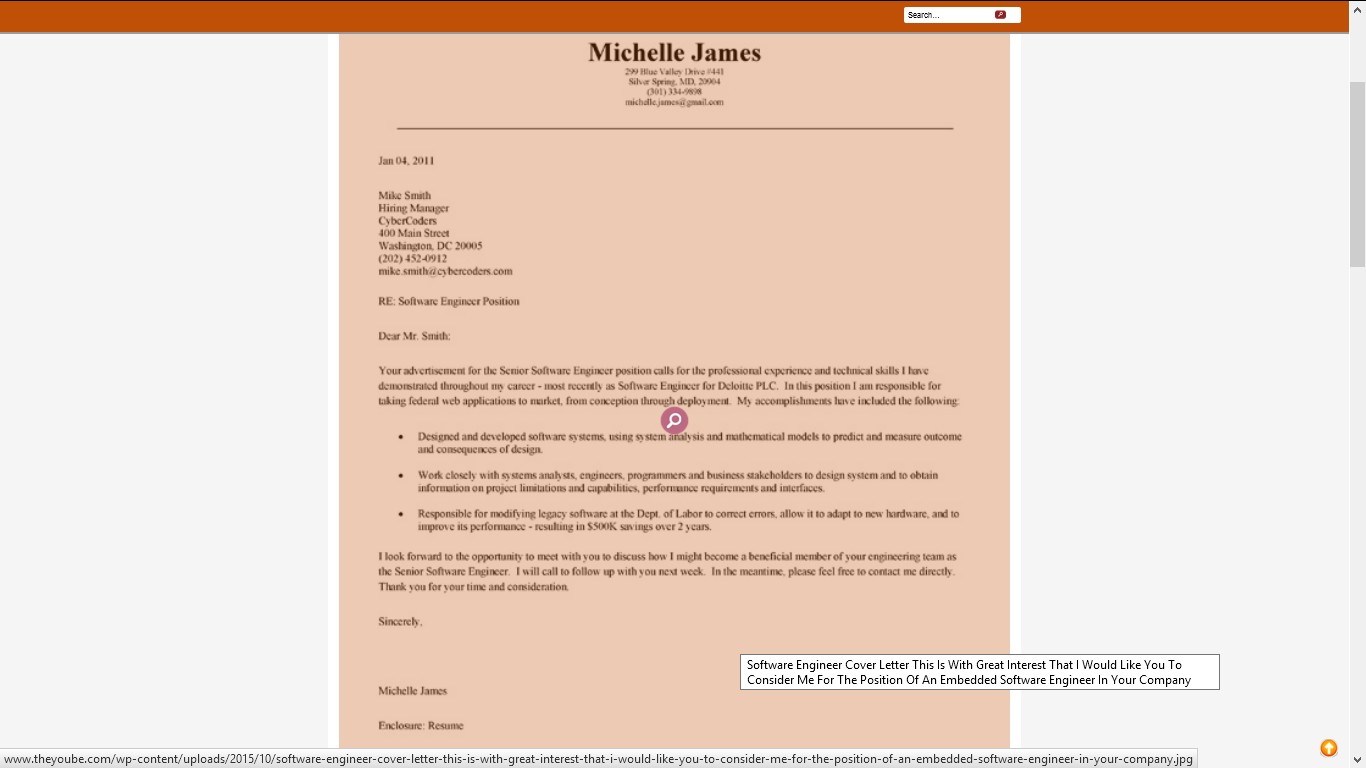 Search...
Michelle James
299 Blue Valley Drive #441
Silver Spring, MD, 20904
(301) 334-9898
michelle.james@gmail.com
Jan 04, 2011
Mike Smith
Hiring Manager
CyberCoders
400 Main Street
Washington, DC 20005
(202) 452-0912
mike.smith@cybercoders.com
RE: Software Engineer Position
Dear Mr. Smith:
Your advertisement for the Senior Software Engineer position calls for the professional experience and technical skills I have
demonstrated throughout my career - most recently as Software Engineer for Deloitte PLC.  In this position I am responsible for
taking federal web applications to market, from conception through deployment.  My accomplishments have included the following:
• Designed and developed software systems, using system analysis and mathematical models to predict and measure outcome
and consequences of design.
• Work closely with systems analysts, engineers, programmers and business stakeholders to design system and to obtain
information on project limitations and capabilities, performance requirements and interfaces.
• Responsible for modifying legacy software at the Dept. of Labor to correct errors, allow it to adapt to new hardware, and to
improve its performance - resulting in $500K savings over 2 years.
I look forward to the opportunity to meet with you to discuss how I might become a beneficial member of your engineering team as
the Senior Software Engineer.  I will call to follow up with you next week.  In the meantime, please feel free to contact me directly.
Thank you for your time and consideration.
Sincerely,
Software Engineer Cover Letter This Is With Great Interest That I Would Like You To
Consider Me For The Position Of An Embedded Software Engineer In Your Company
Michelle James
Enclosure: Resume
www.theyoube.com/wp-content/uploads/2015/10/software-engineer-cover-letter-this-is-with-great-interest-that-i-would-like-you-to-consider-me-for-the-position-of-an-embedded-software-engineer-in-your-company.jpg